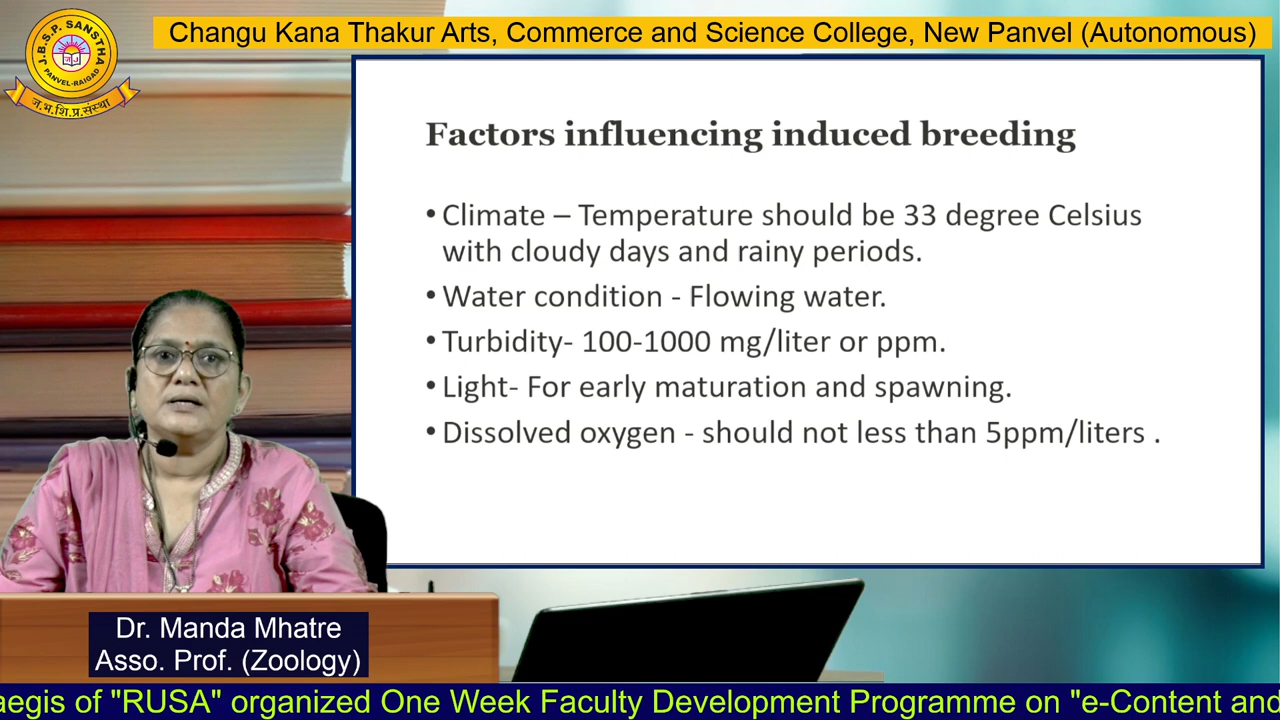 Changu Kana Thakur Arts, Commerce and Science College, New Panvel (Autonomous)
J.B.S.P. SANSTHA
PANVEL-RAIGAD
ज.भ.शि.प्र.संस्था
Factors influencing induced breeding
• Climate – Temperature should be 33 degree Celsius
with cloudy days and rainy periods.
• Water condition - Flowing water.
• Turbidity- 100-1000 mg/liter or ppm.
• Light- For early maturation and spawning.
• Dissolved oxygen - should not less than 5ppm/liters .
Dr. Manda Mhatre
Asso. Prof. (Zoology)
aegis of "RUSA" organized One Week Faculty Development Programme on "e-Content and